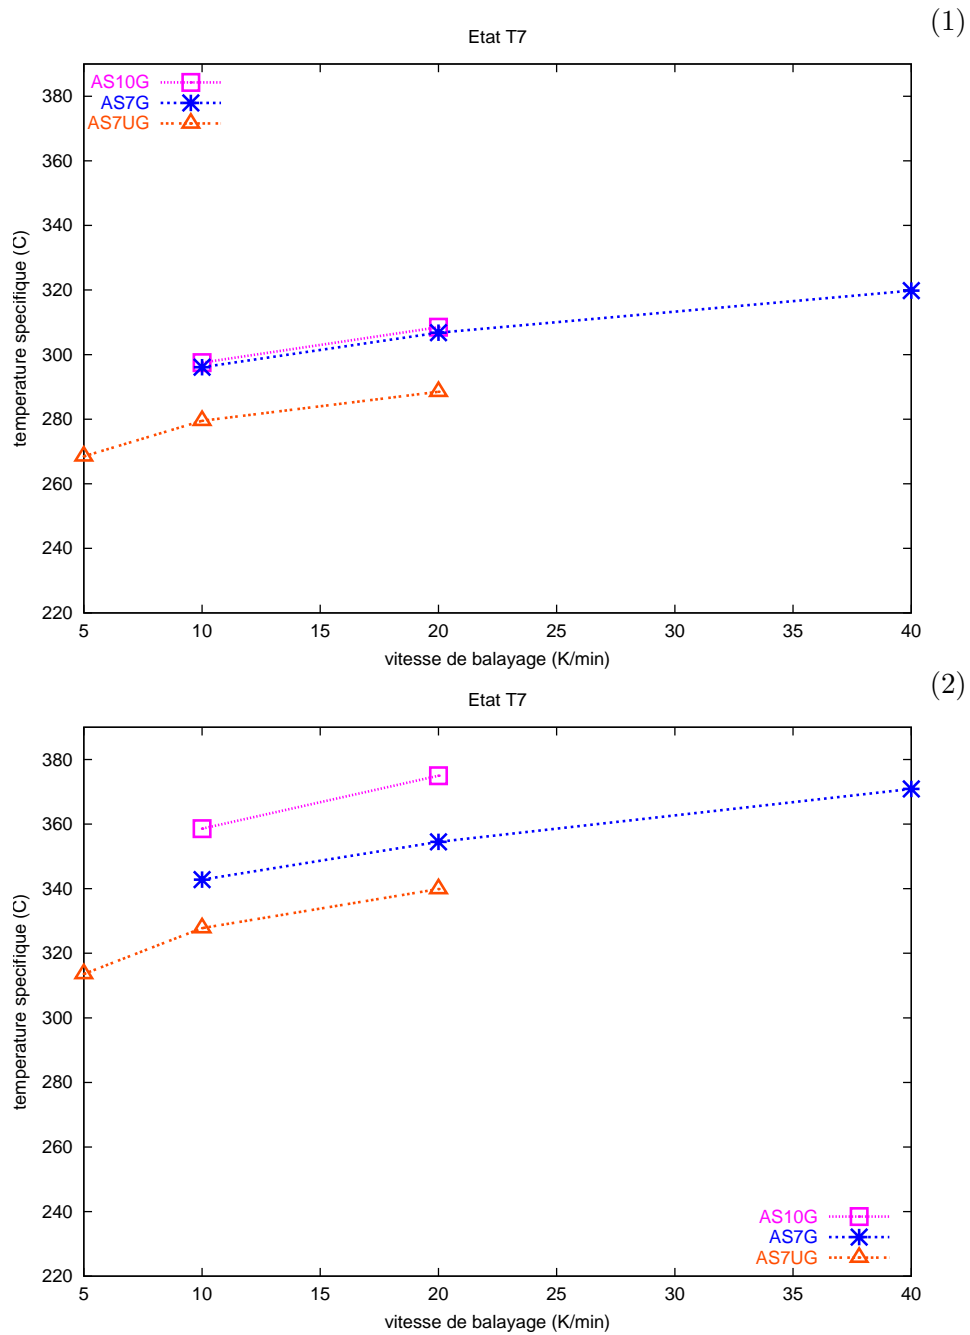 (1)
Etat T7
AS10G
AS7G
AS7UG
380
360
340
320
300
280
260
240
220
temperature specifique (C)
5 10 15 20 25 30 35 40
vitesse de balayage (K/min)
(2)
Etat T7
380
360
340
320
300
280
260
240
220
temperature specifique (C)
AS10G
AS7G
AS7UG
5 10 15 20 25 30 35 40
vitesse de balayage (K/min)